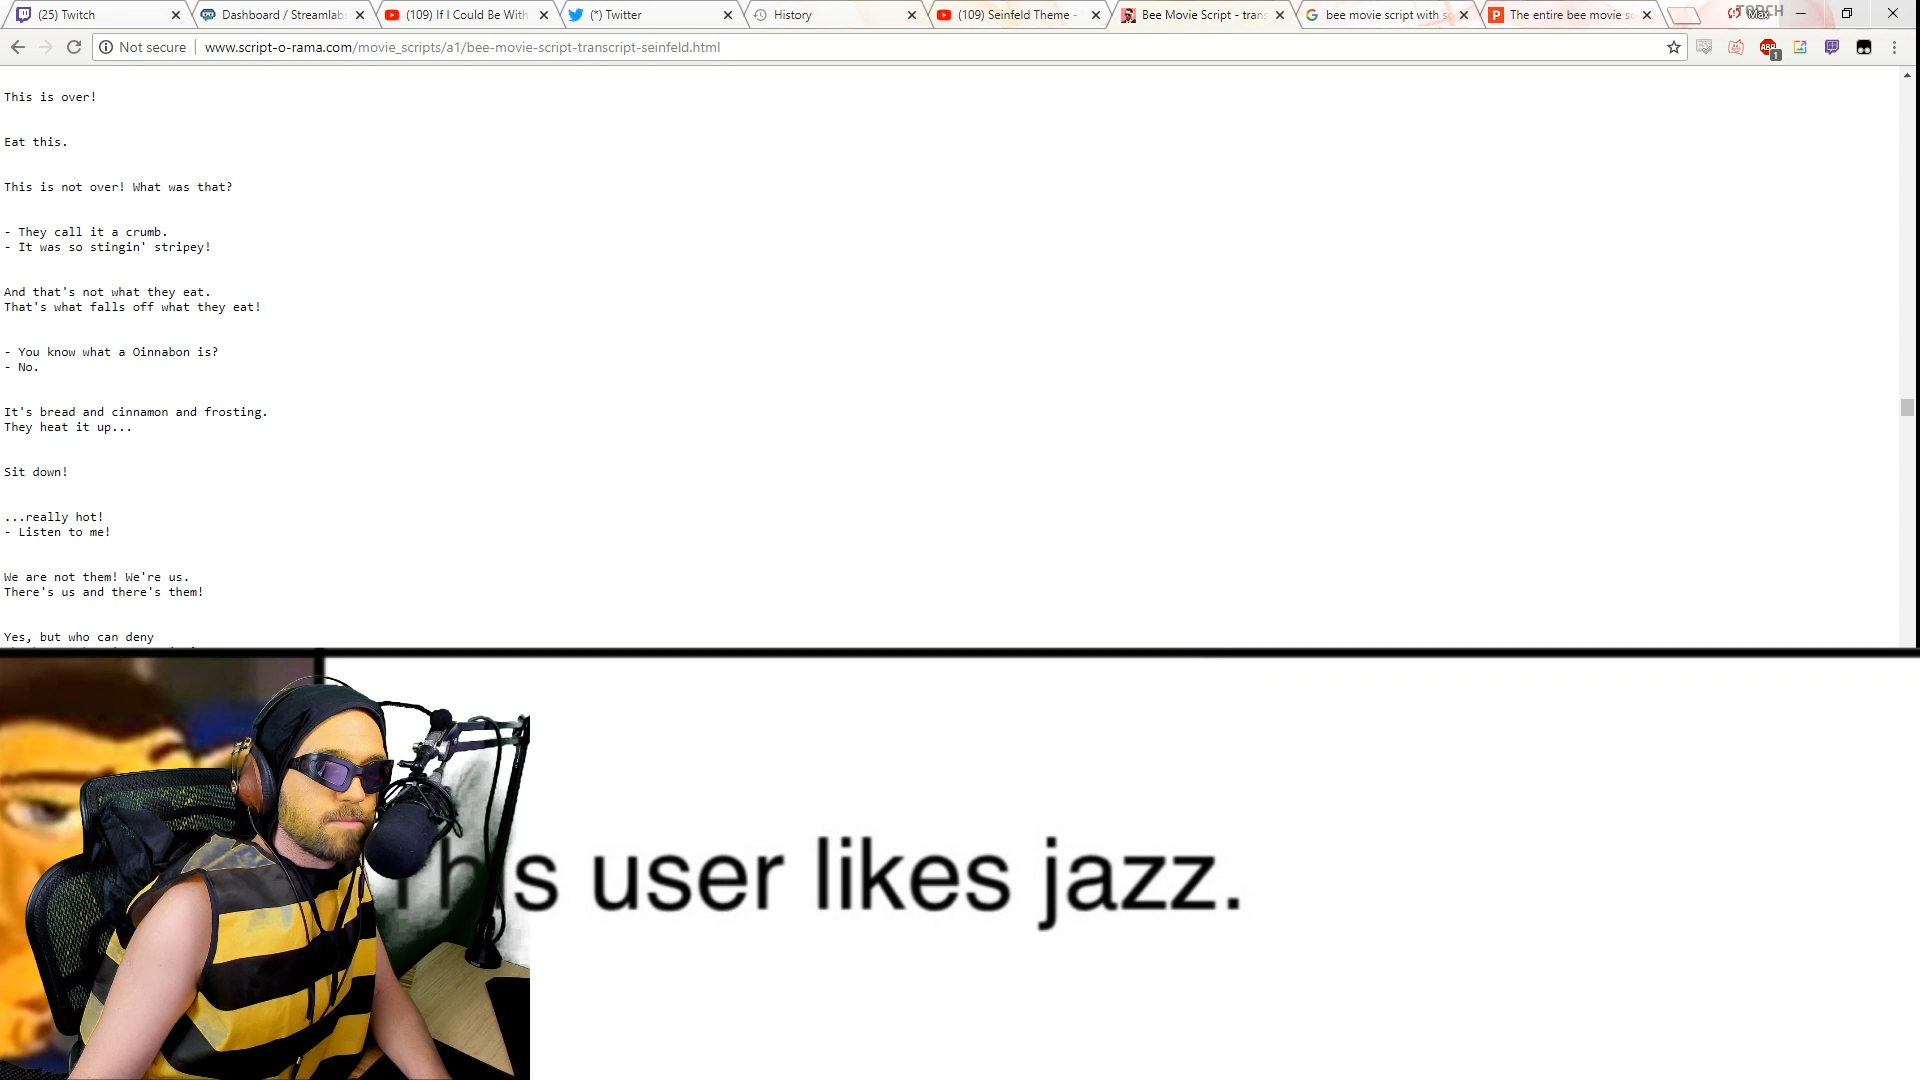 (25) Twitch
Dashboard / Streamlabs
(109) If I Could Be With
(*) Twitter
History
(109) Seinfeld Theme -
Bee Movie Script - trans
bee movie script with s
The entire bee movie s
Not secure
www.script-o-rama.com/movie_scripts/a1/bee-movie-script-transcript-seinfeld.html
ABP
1
This is over!
Eat this.
This is not over! What was that?
- They call it a crumb.
- It was so stingin' stripey!
And that's not what they eat.
That's what falls off what they eat!
- You know what a Oinnabon is?
- No.
It's bread and cinnamon and frosting.
They heat it up...
Sit down!
...really hot!
- Listen to me!
We are not them! We're us.
There's us and there's them!
Yes, but who can deny
This user likes jazz.